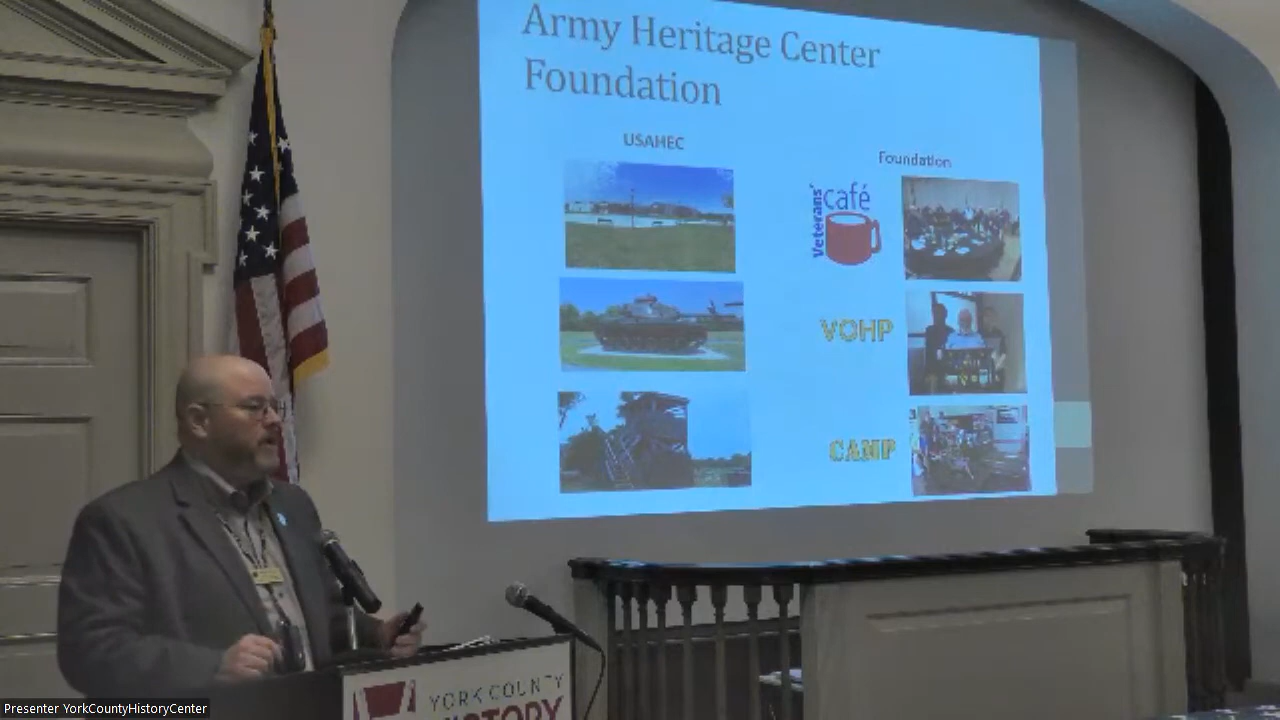 Army Heritage Center
Foundation
USAHEC
Foundation
Veterans'
café
VOHP
CAMP
YORK COUNTY
HISTORY
Presenter YorkCountyHistoryCenter